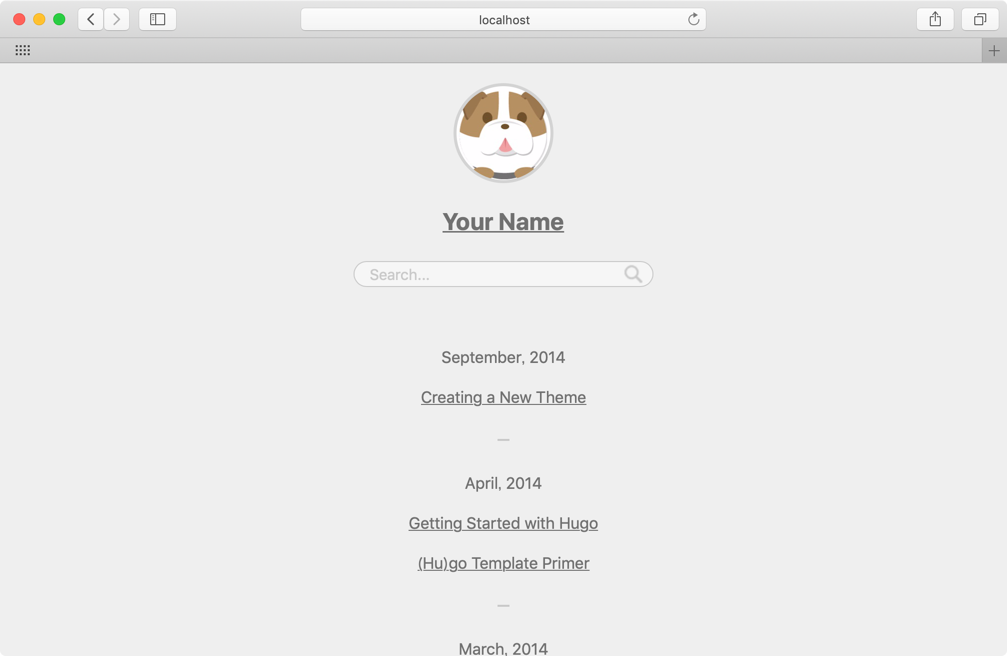 localhost
Your Name
Search...
September, 2014
Creating a New Theme
—
April, 2014
Getting Started with Hugo
(Hu)go Template Primer
—
March, 2014